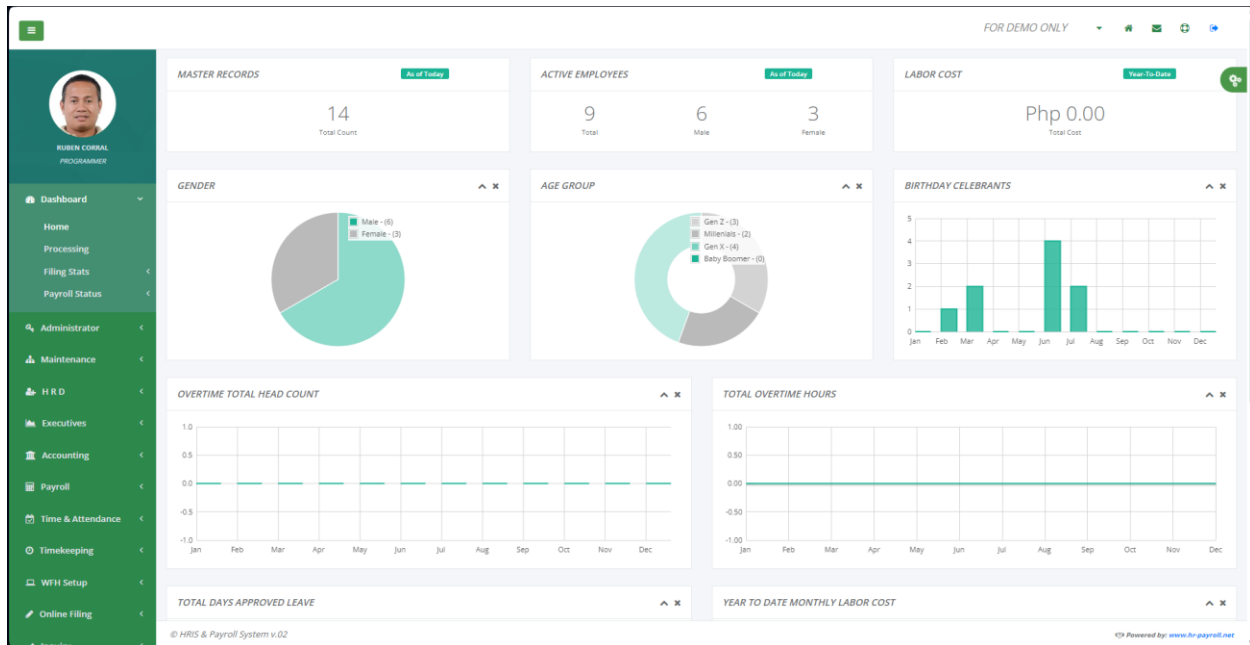 FOR DEMO ONLY
RUBEN CORRAL
PROGRAMMER
Dashboard
Home
Processing
Filing Stats
Payroll Status
Administrator
Maintenance
H R D
Executives
Accounting
Payroll
Time & Attendance
Timekeeping
WFH Setup
Online Filing
MASTER RECORDS
As of Today
14
Total Count
ACTIVE EMPLOYEES
As of Today
9 6 3
Total Male Female
LABOR COST
Year-To-Date
Php 0.00
Total Cost
GENDER
Male - (6)
Female - (3)
AGE GROUP
Gen Z - (3)
Millenials - (2)
Gen X - (4)
Baby Boomer - (0)
BIRTHDAY CELEBRANTS
5
4
3
2
1
0
Jan Feb Mar Apr May Jun Jul Aug Sep Oct Nov Dec
OVERTIME TOTAL HEAD COUNT
1.0
0.5
0.0
-0.5
-1.0
Jan Feb Mar Apr May Jun Jul Aug Sep Oct Nov Dec
TOTAL OVERTIME HOURS
1.00
0.50
0.00
-0.50
-1.00
Jan Feb Mar Apr May Jun Jul Aug Sep Oct Nov Dec
TOTAL DAYS APPROVED LEAVE
YEAR TO DATE MONTHLY LABOR COST
© HRIS & Payroll System v.02
Powered by: www.hr-payroll.net